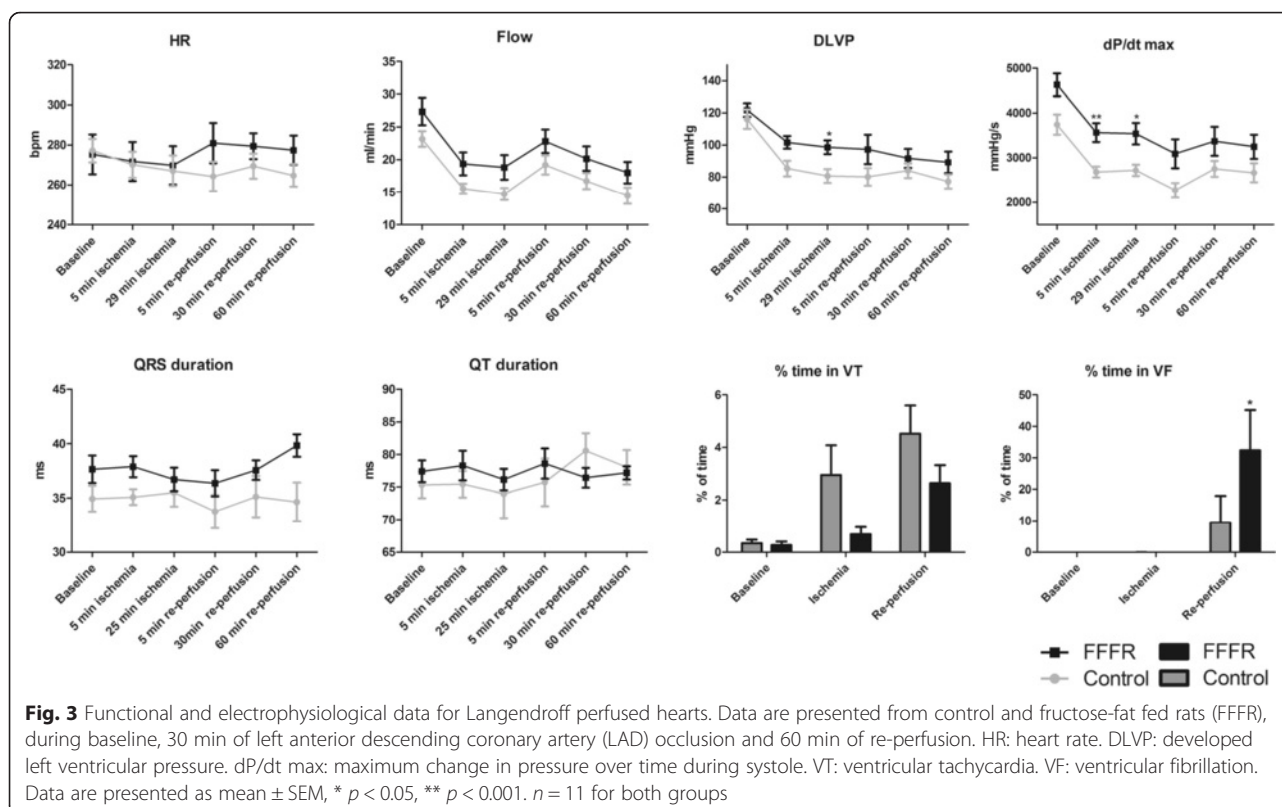 HR
bpm
300
280
260
240
Baseline
5 min ischemia
29 min ischemia
5 min re-perfusion
30 min re-perfusion
60 min re-perfusion
Flow
ml/min
35
30
25
20
15
10
Baseline
5 min ischemia
29 min ischemia
5 min re-perfusion
30 min re-perfusion
60 min re-perfusion
DLVP
mmHg
140
120
100
80
60
*
Baseline
5 min ischemia
29 min ischemia
5 min re-perfusion
30 min re-perfusion
60 min re-perfusion
dP/dt max
mmHg/s
5000
4000
3000
2000
**
*
Baseline
5 min ischemia
29 min ischemia
5 min re-perfusion
30 min re-perfusion
60 min re-perfusion
QRS duration
ms
45
40
35
30
Baseline
5 min ischemia
25 min ischemia
5 min re-perfusion
30min re-perfusion
60 min re-perfusion
QT duration
ms
90
85
80
75
70
65
Baseline
5 min ischemia
25 min ischemia
5 min re-perfusion
30 min re-perfusion
60 min re-perfusion
% time in VT
% of time
6
4
2
0
Baseline
Ischemia
Re-perfusion
% time in VF
% of time
50
40
30
20
10
0
*
Baseline
Ischemia
Re-perfusion
FFFR FFFR
Control Control
Fig. 3 Functional and electrophysiological data for Langendroff perfused hearts. Data are presented from control and fructose-fat fed rats (FFFR),
during baseline, 30 min of left anterior descending coronary artery (LAD) occlusion and 60 min of re-perfusion. HR: heart rate. DLVP: developed
left ventricular pressure. dP/dt max: maximum change in pressure over time during systole. VT: ventricular tachycardia. VF: ventricular fibrillation.
Data are presented as mean ± SEM, * p < 0.05, ** p < 0.001. n = 11 for both groups